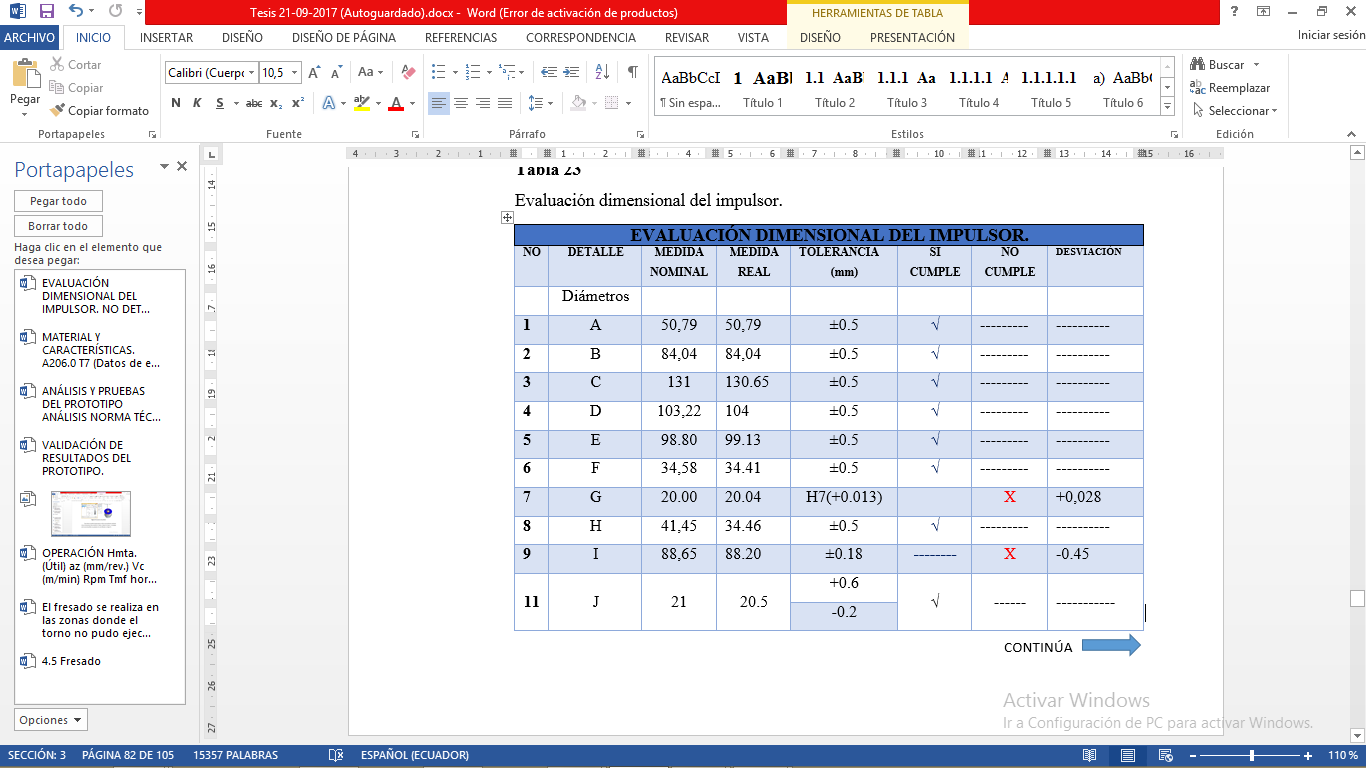 Tesis 21-09-2017 (Autoguardado).docx - Word (Error de activación de productos)
HERRAMIENTAS DE TABLA
ARCHIVO INICIO INSERTAR DISEÑO DISEÑO DE PÁGINA REFERENCIAS CORRESPONDENCIA REVISAR VISTA DISEÑO PRESENTACIÓN Iniciar sesión
Pegar
Cortar
Copiar
Copiar formato
Portapapeles
Calibri (Cuerpo 10,5
N K S abc x₂ x²
Fuente
Párrafo
AaBbCcI 1 AaBl 1.1 AaB 1.1.1 Aa 1.1.1.1 A 1.1.1.1.1 a) AaBb
¶ Sin espa... Título 1 Título 2 Título 3 Título 4 Título 5 Título 6
Estilos
Buscar
Reemplazar
Seleccionar
Edición
Portapapeles
Pegar todo
Borrar todo
Haga clic en el elemento que
desea pegar:
EVALUACIÓN
DIMENSIONAL DEL
IMPULSOR. NO DET...
MATERIAL Y
CARACTERÍSTICAS.
A206.0 T7 (Datos de e...
ANÁLISIS Y PRUEBAS
DEL PROTOTIPO
ANÁLISIS NORMA TÉC...
VALIDACIÓN DE
RESULTADOS DEL
PROTOTIPO.
OPERACIÓN Hmta.
(Útil) az (mm/rev.) Vc
(m/min) Rpm Tmf hor...
El fresado se realiza en
las zonas donde el
torno no pudo ejec...
4.5 Fresado
Opciones
Tabla 23
Evaluación dimensional del impulsor.
EVALUACIÓN DIMENSIONAL DEL IMPULSOR.
NO DETALLE MEDIDA NOMINAL MEDIDA REAL TOLERANCIA (mm) SI CUMPLE NO CUMPLE DESVIACIÓN
Diámetros
1 A 50,79 50,79 ±0.5 √ --------- ----------
2 B 84,04 84,04 ±0.5 √ --------- ----------
3 C 131 130.65 ±0.5 √ --------- ----------
4 D 103,22 104 ±0.5 √ --------- ----------
5 E 98.80 99.13 ±0.5 √ --------- ----------
6 F 34,58 34.41 ±0.5 √ --------- ----------
7 G 20.00 20.04 H7(+0.013) X +0,028
8 H 41,45 34.46 ±0.5 √ --------- ----------
9 I 88,65 88.20 ±0.18 -------- X -0.45
11 J 21 20.5 +0.6 -0.2 √ ------ -----------
CONTINÚA
Activar Windows
Ir a Configuración de PC para activar Windows.
SECCIÓN: 3 PÁGINA 82 DE 105 15357 PALABRAS ESPAÑOL (ECUADOR) 110 %